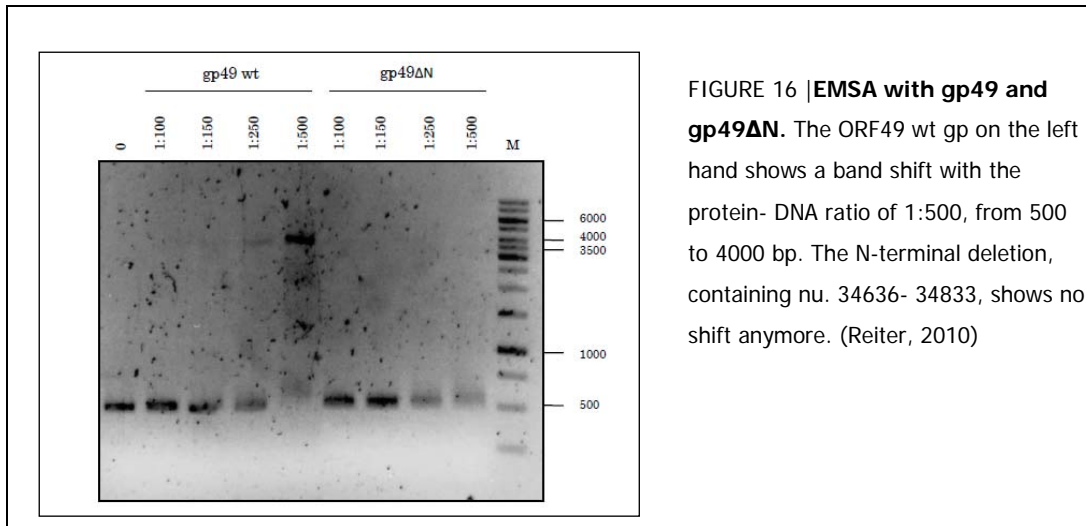 gp49 wt gp49ΔN
0 1:100 1:150 1:250 1:500 1:100 1:150 1:250 1:500 M
6000
4000
3500
1000
500
FIGURE 16 |EMSA with gp49 and
gp49ΔN. The ORF49 wt gp on the left
hand shows a band shift with the
protein- DNA ratio of 1:500, from 500
to 4000 bp. The N-terminal deletion,
containing nu. 34636- 34833, shows no
shift anymore. (Reiter, 2010)